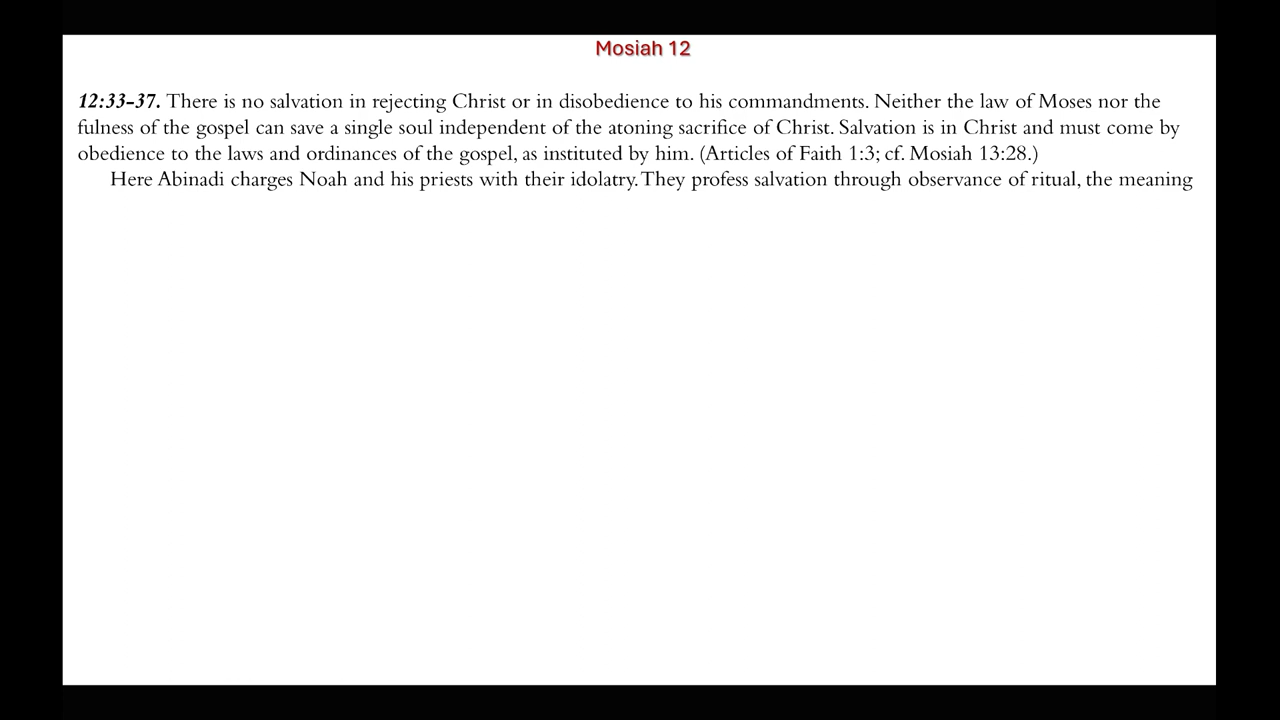 Mosiah 12
12:33-37. There is no salvation in rejecting Christ or in disobedience to his commandments. Neither the law of Moses nor the
fulness of the gospel can save a single soul independent of the atoning sacrifice of Christ. Salvation is in Christ and must come by
obedience to the laws and ordinances of the gospel, as instituted by him. (Articles of Faith 1:3; cf. Mosiah 13:28.)
Here Abinadi charges Noah and his priests with their idolatry. They profess salvation through observance of ritual, the meaning